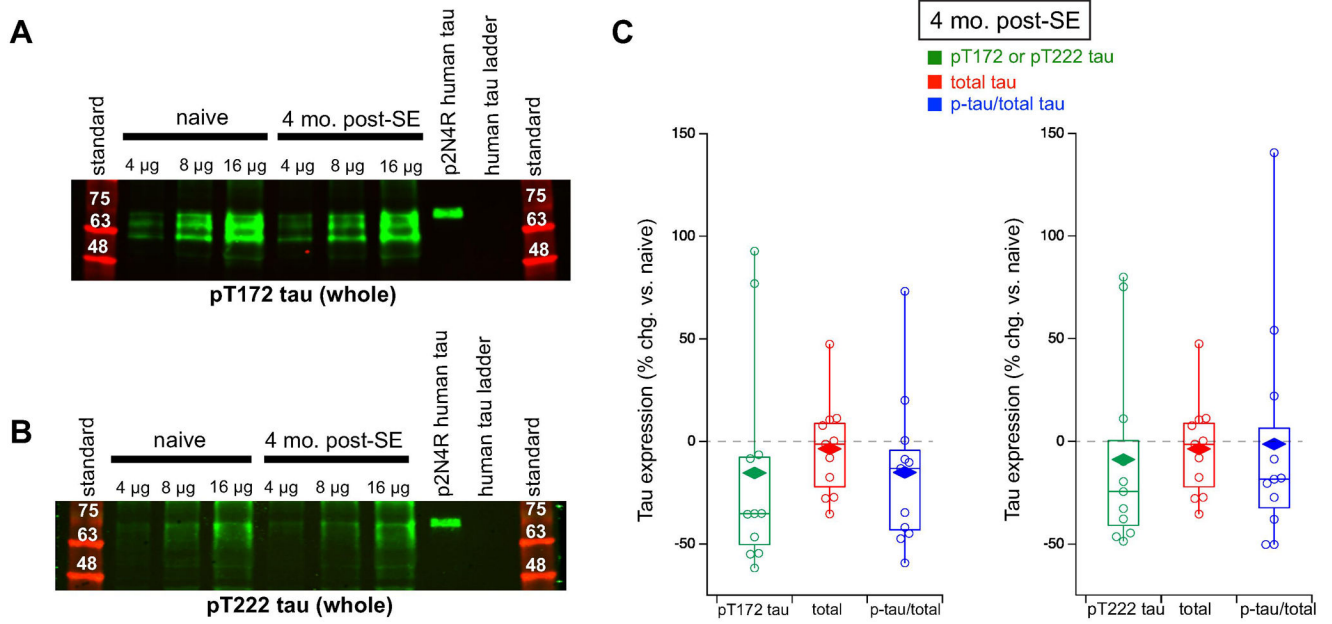 A
standard
naive
4 mo. post-SE
4 µg 8 µg 16 µg 4 µg 8 µg 16 µg
p2N4R human tau
human tau ladder
standard
75
63
48
75
63
48
pT172 tau (whole)
B
standard
naive
4 mo. post-SE
4 µg 8 µg 16 µg 4 µg 8 µg 16 µg
p2N4R human tau
human tau ladder
standard
75
63
48
75
63
48
pT222 tau (whole)
C
4 mo. post-SE
pT172 or pT222 tau
total tau
p-tau/total tau
Tau expression (% chg. vs. naive)
150
100
50
0
-50
pT172 tau total p-tau/total
Tau expression (% chg. vs. naive)
150
100
50
0
-50
pT222 tau total p-tau/total